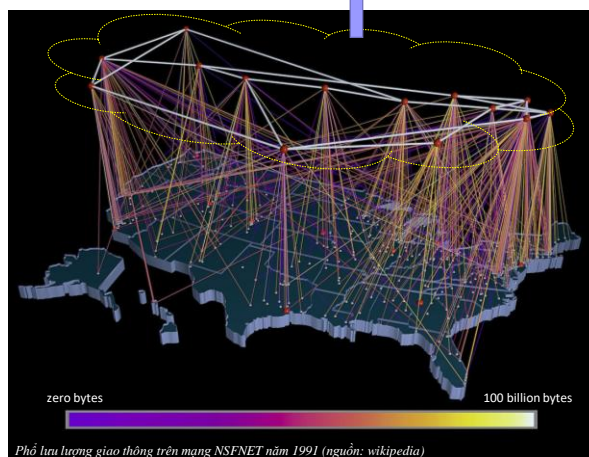 zero bytes 100 billion bytes
Phổ lưu lượng giao thông trên mạng NSFNET năm 1991 (nguồn: wikipedia)